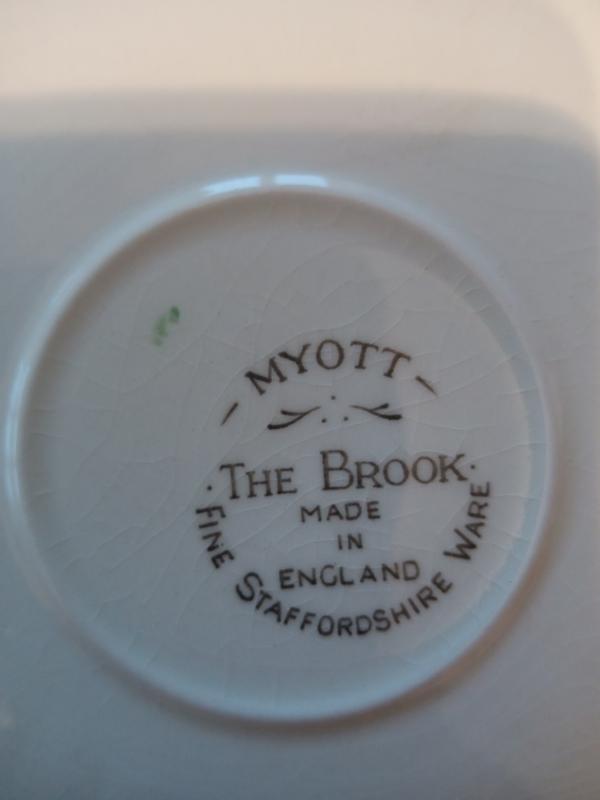 MYOTT
THE BROOK
MADE
IN
ENGLAND
FINE STAFFORDSHIRE WARE